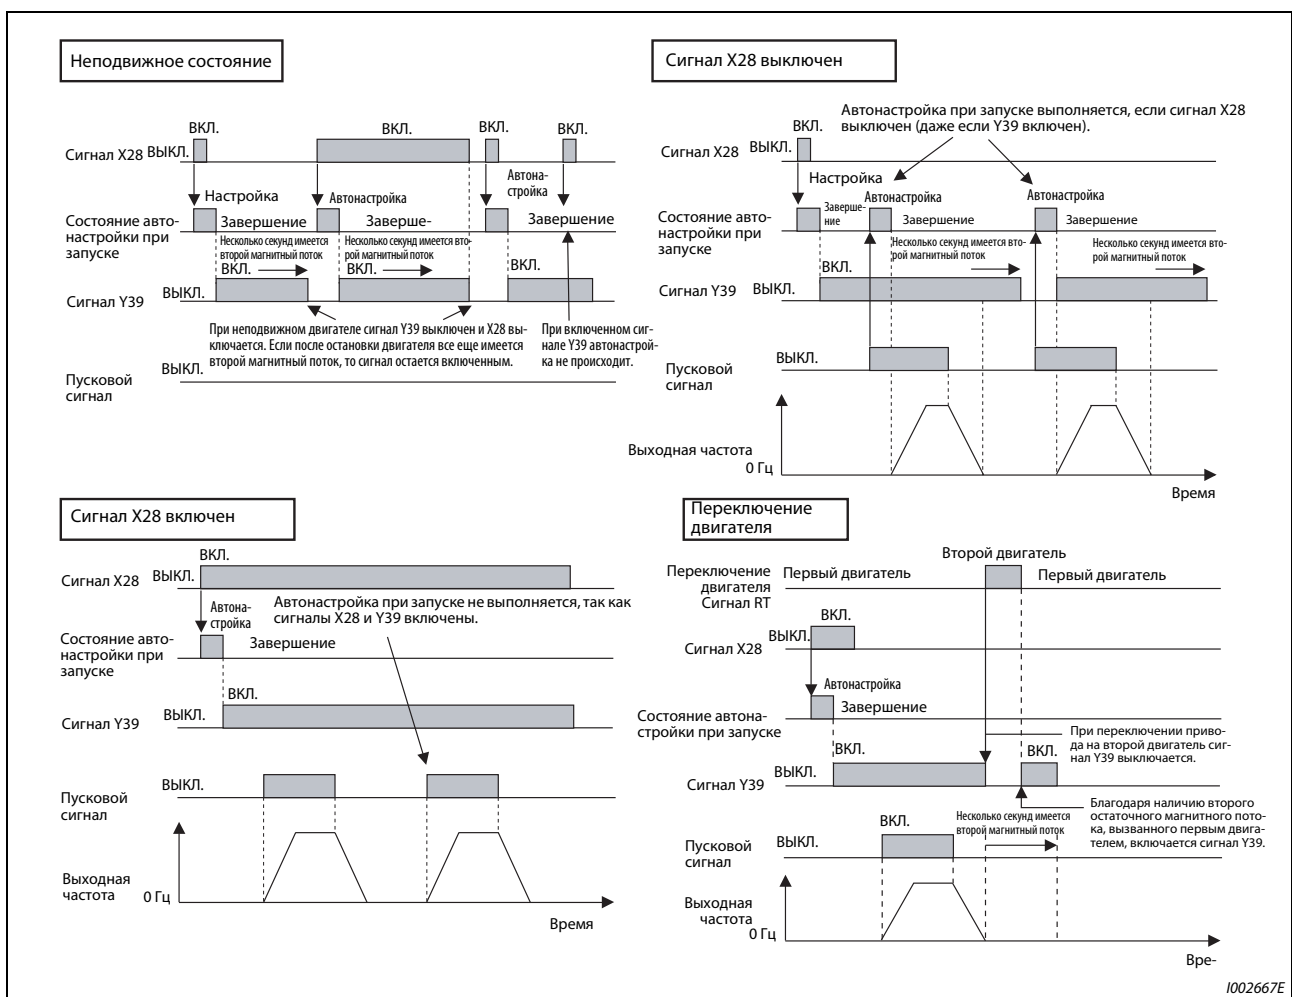 Неподвижное состояние
ВКЛ.
ВКЛ.
ВКЛ.
ВКЛ.
Сигнал X28
ВЫКЛ.
Настройка
Автонастройка
Автона-
стройка
Состояние авто-
настройки при
запуске
Завершение
Заверше-
Завершение
Несколько секунд имеется
второй магнитный поток
Несколько секунд имеется вто-
рой магнитный поток
ВКЛ.
ВКЛ.
ВКЛ.
Сигнал Y39
ВЫКЛ.
При неподвижном двигателе сигнал Y39 выключен и X28 вы-
ключается. Если после остановки двигателя все еще имеется
второй магнитный поток, то сигнал остается включенным.
При включенном сиг-
нале Y39 автонастрой-
ка не происходит.
Пусковой
сигнал
ВЫКЛ.
Сигнал X28 выключен
Автонастройка при запуске выполняется, если сигнал X28
выключен (даже если Y39 включен).
ВКЛ.
Сигнал X28
ВЫКЛ.
Настройка
Автонастройка
Автонастройка
Состояние авто-
настройки при
запуске
Заверше-
ние
Завершение
Завершение
Несколько секунд имеется вто-
рой магнитный поток
Несколько секунд имеется вто-
рой магнитный поток
ВКЛ.
Сигнал Y39
ВЫКЛ.
Пусковой
сигнал
ВЫКЛ.
Выходная частота
0 Гц
Время
Сигнал X28 включен
ВКЛ.
Сигнал X28
ВЫКЛ.
Автона-
стройка
Автонастройка при запуске не выполняется, так как
сигналы X28 и Y39 включены.
Состояние авто-
настройки при
запуске
Завершение
ВКЛ.
Сигнал Y39
ВЫКЛ.
Пусковой
сигнал
ВЫКЛ.
Выходная
частота
0 Гц
Время
Переключение
двигателя
Второй двигатель
Переключение
двигателя
Сигнал RT
Первый двигатель
Первый двигатель
ВКЛ.
Сигнал X28
ВЫКЛ.
Автонастройка
Состояние автона-
стройки при запуске
Завершение
При переключении приво-
да на второй двигатель сиг-
нал Y39 выключается.
ВКЛ.
ВКЛ.
Сигнал Y39
ВЫКЛ.
Благодаря наличию второго
остаточного магнитного пото-
ка, вызванного первым двига-
телем, включается сигнал Y39.
Несколько секунд имеется
второй магнитный поток
ВКЛ.
Пусковой
сигнал
ВЫКЛ.
Выходная
частота
0 Гц
Вре-
I002667E